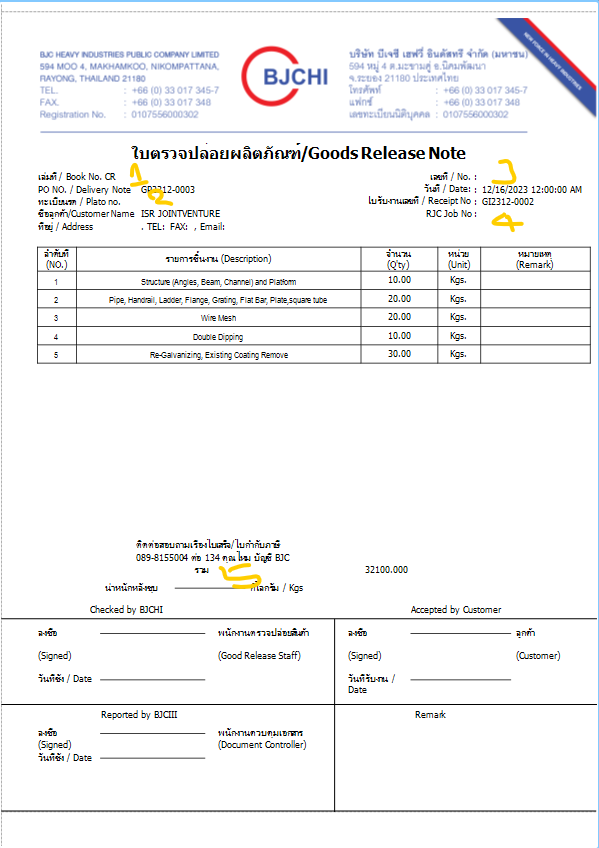 BJC HEAVY INDUSTRIES PUBLIC COMPANY LIMITED
594 MOO 4, MAKHAMKOO, NIKOMPATTANA,
RAYONG, THAILAND 21180
TEL. : +66 (0) 33 017 345-7
FAX. : +66 (0) 33 017 348
Registration No. : 0107556000302
BJCHI
บริษัท บีเจซี เฮฟวี่ อินดัสทรี จำกัด (มหาชน)
594 หมู่ 4 ต.มะขามคู่ อ.นิคมพัฒนา
จ.ระยอง 21180 ประเทศไทย
โทรศัพท์ : +66 (0) 33 017 345-7
แฟกซ์ : +66 (0) 33 017 348
เลขทะเบียนนิติบุคคล : 0107556000302
NEW FORCE IN HEAVY INDUSTRIES
ใบตรวจปล่อยผลิตภัณฑ์/Goods Release Note
เล่มที่ / Book No. CR 1
เลขที่ / No. : 3
PO NO. / Delivery Note GP2312-0003
วันที่ / Date: : 12/16/2023 12:00:00 AM
ทะเบียนรถ / Plato no. 2
ใบรับงานเลขที่ / Receipt No : GI2312-0002
ชื่อลูกค้า/Customer Name ISR JOINTVENTURE
RJC Job No : 4
ที่อยู่ / Address . TEL: FAX: , Email:
ลำดับที่ (NO.) รายการชิ้นงาน (Description) จำนวน (Q'ty) หน่วย (Unit) หมายเหตุ (Remark)
1 Structure (Angles, Beam, Channel) and Platform 10.00 Kgs.
2 Pipe, Handrail, Ladder, Flange, Grating, Flat Bar, Plate,square tube 20.00 Kgs.
3 Wire Mesh 20.00 Kgs.
4 Double Dipping 10.00 Kgs.
5 Re-Galvanizing, Existing Coating Remove 30.00 Kgs.
ติดต่อสอบถามเรื่องใบเสร็จ/ใบกำกับภาษี
089-8155004 ต่อ 134 คุณใหม่ บัญชี BJC
รวม 5 32100.000
น้ำหนักหลังชุบ กิโลกรัม / Kgs
Checked by BJCHI
Accepted by Customer
ลงชื่อ พนักงานตรวจปล่อยสินค้า
(Signed) (Good Release Staff)
วันที่ชั่ง / Date
ลงชื่อ ลูกค้า
(Signed) (Customer)
วันที่รับงาน /
Date
Reported by BJCIII
Remark
ลงชื่อ พนักงานควบคุมเอกสาร
(Signed) (Document Controller)
วันที่ชั่ง / Date